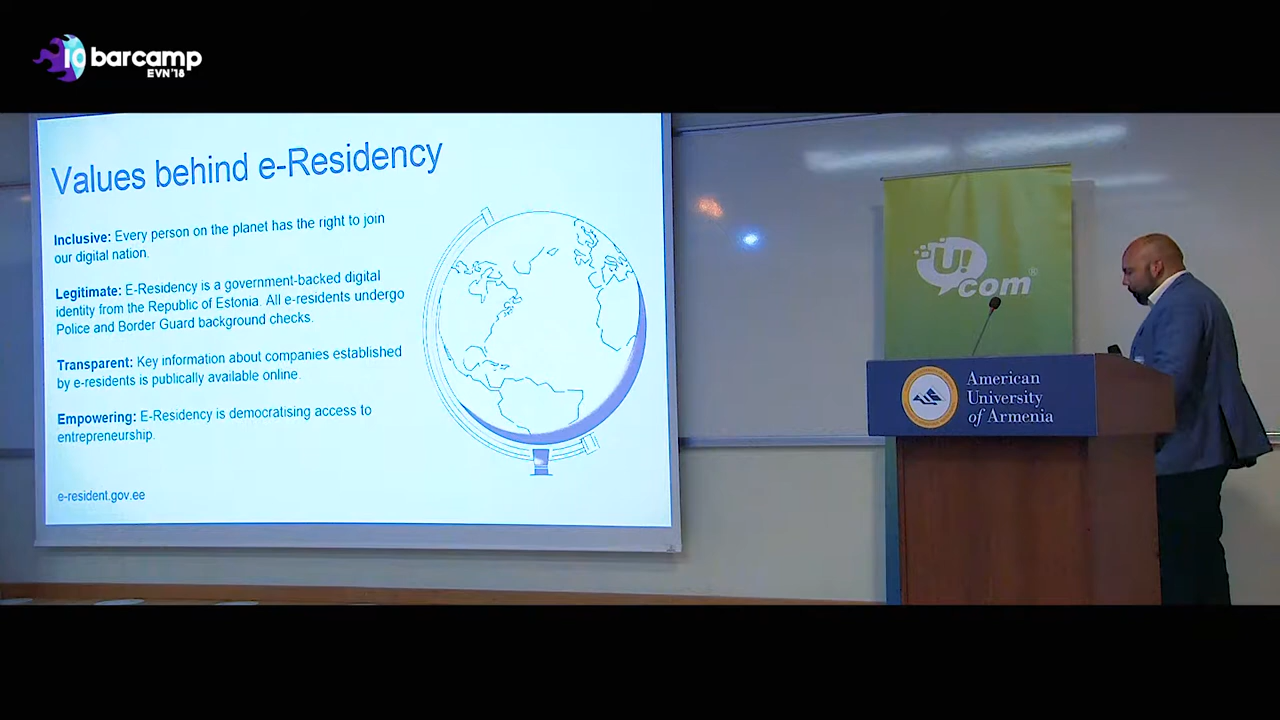 10 barcamp
EVN'18
Values behind e-Residency
Inclusive: Every person on the planet has the right to join
our digital nation.
Legitimate: E-Residency is a government-backed digital
identity from the Republic of Estonia. All e-residents undergo
Police and Border Guard background checks.
Transparent: Key information about companies established
by e-residents is publically available online.
Empowering: E-Residency is democratising access to
entrepreneurship.
e-resident.gov.ee
U!
com®
American
University
of Armenia